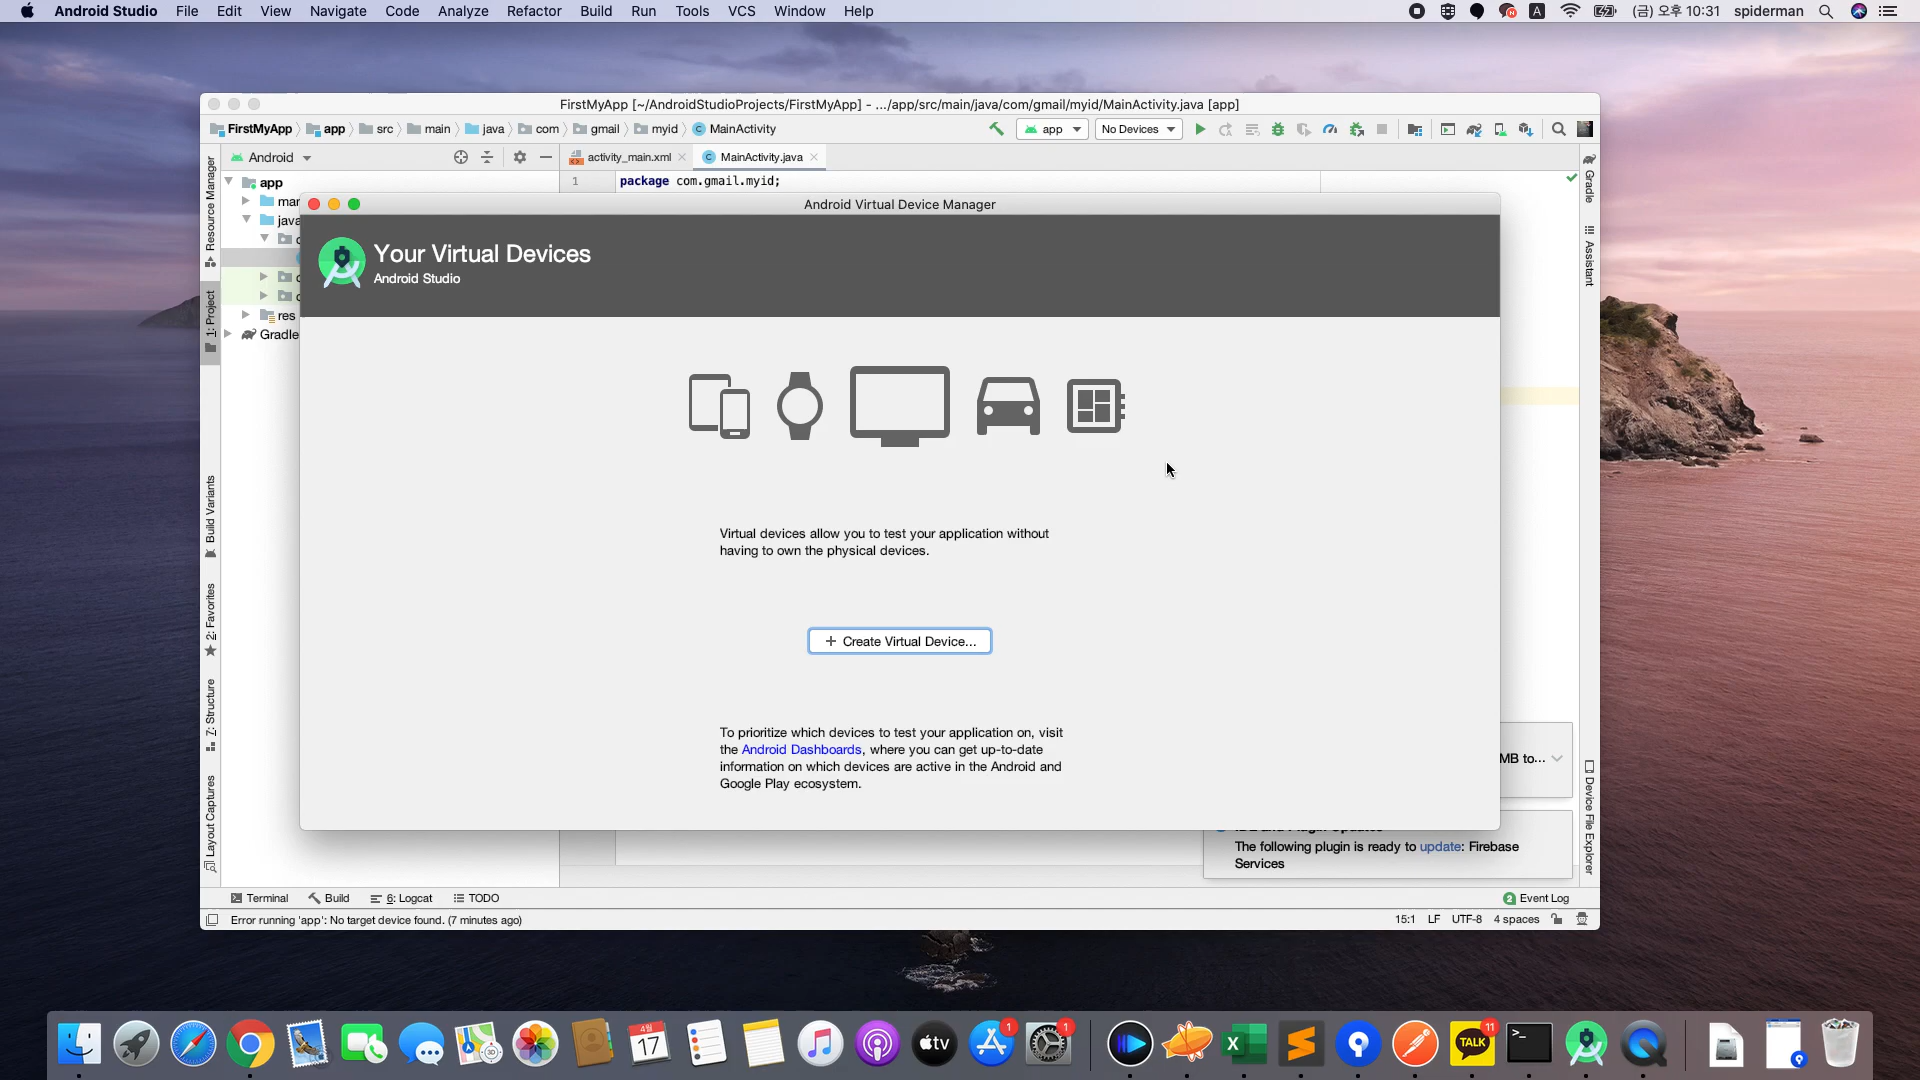 Android Studio File Edit View Navigate Code Analyze Refactor Build Run Tools VCS Window Help A (금) 오후 10:31 spiderman
FirstMyApp [~/AndroidStudioProjects/FirstMyApp] - .../app/src/main/java/com/gmail/myid/MainActivity.java [app]
FirstMyApp app src main java com gmail myid C MainActivity app No Devices
Android activity_main.xml C MainActivity.java
1 package com.gmail.myid;
app
java
res
Gradle
Resource Manager
1: Project
Build Variants
2: Favorites
7: Structure
Layout Captures
Gradle
Assistant
Device File Explorer
Android Virtual Device Manager
Your Virtual Devices
Android Studio
Virtual devices allow you to test your application without
having to own the physical devices.
+ Create Virtual Device...
To prioritize which devices to test your application on, visit
the Android Dashboards, where you can get up-to-date
information on which devices are active in the Android and
Google Play ecosystem.
MB to...
The following plugin is ready to update: Firebase
Services
Terminal Build 6: Logcat TODO 2 Event Log
Error running 'app': No target device found. (7 minutes ago) 15:1 LF UTF-8 4 spaces
4월
17
3D
tv
1
1
X
S
TALK
11
>_